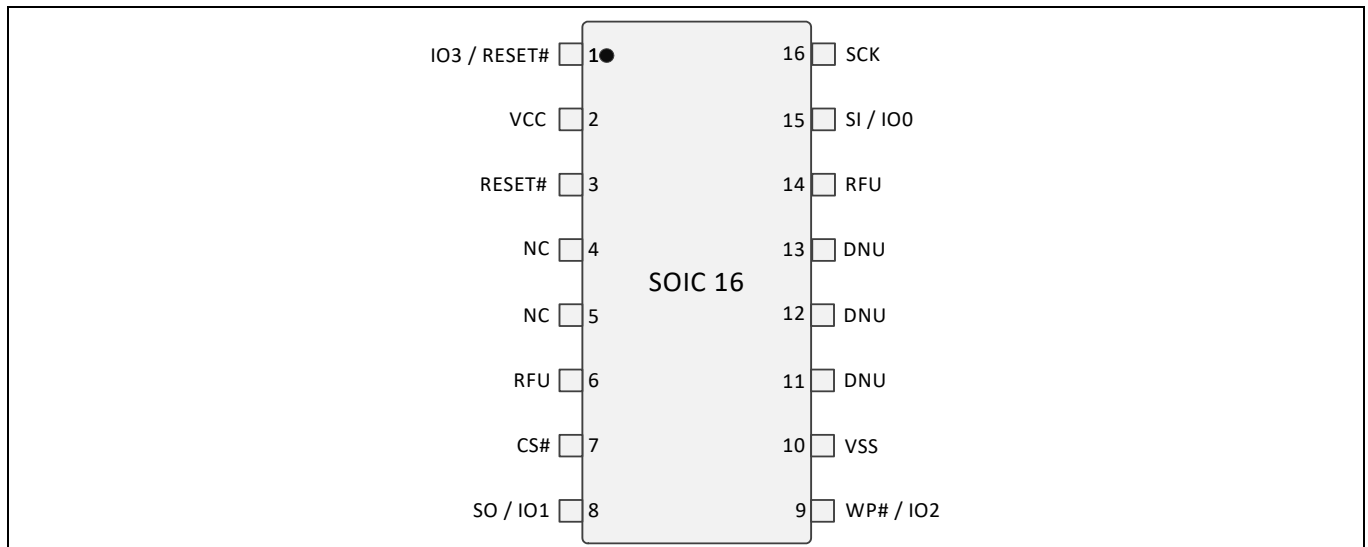 IO3 / RESET# 1 16 SCK
VCC 2 15 SI / IO0
RESET# 3 14 RFU
NC 4 13 DNU
SOIC 16
NC 5 12 DNU
RFU 6 11 DNU
CS# 7 10 VSS
SO / IO1 8 9 WP# / IO2